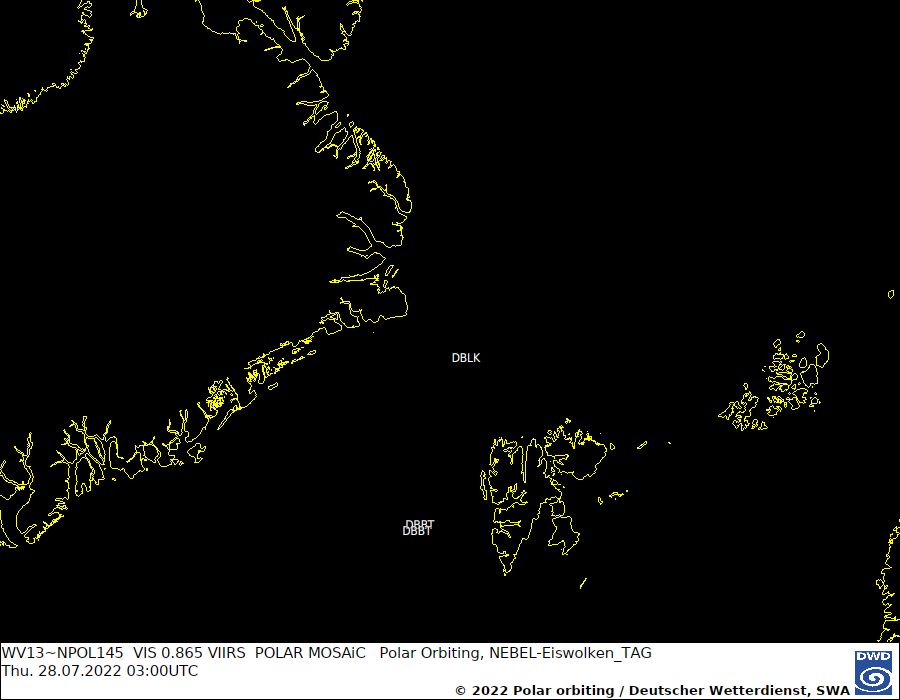 DBLK
DBBT
WV13~NPOL145 VIS 0.865 VIIRS POLAR MOSAiC Polar Orbiting, NEBEL-Eiswolken_TAG
Thu. 28.07.2022 03:00UTC
DWD
© 2022 Polar orbiting / Deutscher Wetterdienst, SWA